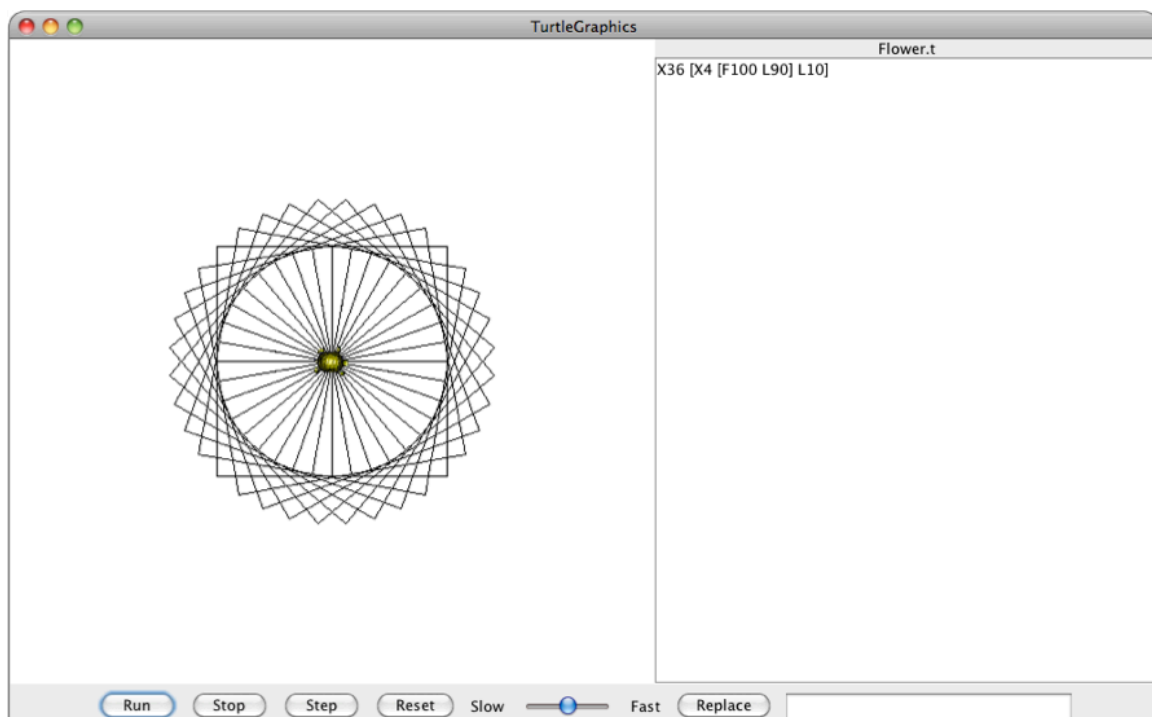 TurtleGraphics
Flower.t
X36 [X4 [F100 L90] L10]
Run Stop Step Reset Slow Fast Replace